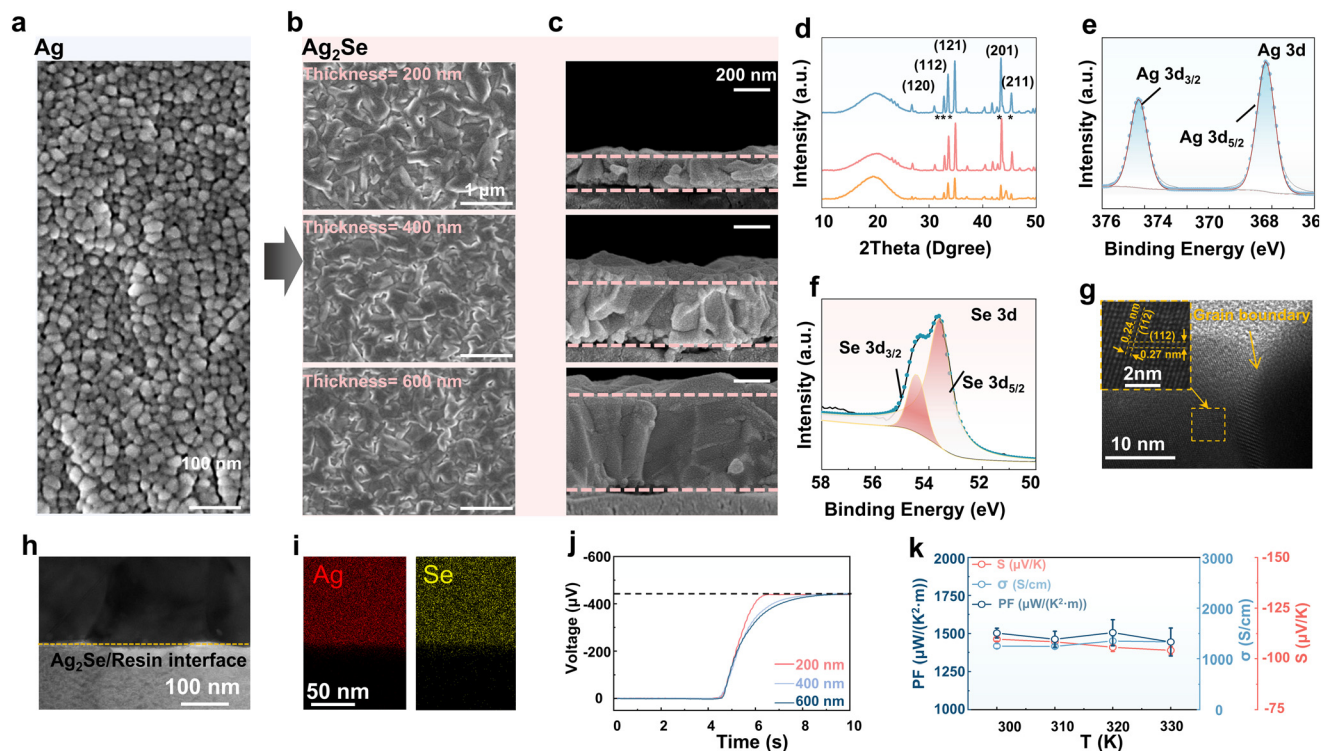 a
Ag
100 nm
b
Ag₂Se
Thickness= 200 nm
1 μm
Thickness= 400 nm
Thickness= 600 nm
c
200 nm
d
Intensity (a.u.)
(120)
(112)
(121)
(201)
(211)
** * * *
10 20 30 40 50
2Theta (Dgree)
e
Ag 3d
Intensity (a.u.)
Ag 3d3/2
Ag 3d5/2
376 374 370 368 36
Binding Energy (eV)
f
Se 3d
Intensity (a.u.)
Se 3d3/2
Se 3d5/2
58 56 54 52 50
Binding Energy (eV)
g
Grain boundary
0.24 nm
(112)
0.27 nm
2nm
10 nm
h
Ag₂Se/Resin interface
100 nm
i
Ag
Se
50 nm
j
Voltage (μV)
-600
-400
-200
0
200 nm
400 nm
600 nm
0 2 4 6 8 10
Time (s)
k
PF (μW/(K²·m))
2000
1750
1500
1250
1000
S (μV/K)
σ (S/cm)
PF (μW/(K²·m))
3000
2400
1800
1200
600
0
σ (S/cm)
-150
-125
-100
-75
S (μV/K)
300 310 320 330
T (K)